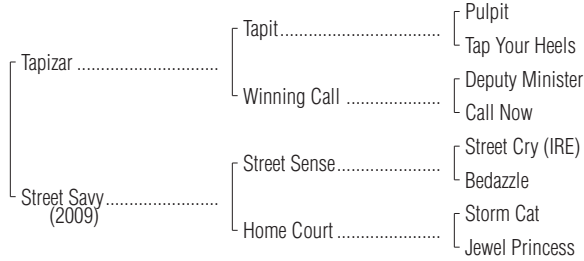 Pulpit
Tapit
Tap Your Heels
Tapizar
Deputy Minister
Winning Call
Call Now
Street Cry (IRE)
Street Sense
Bedazzle
Street Savy
(2009)
Storm Cat
Home Court
Jewel Princess